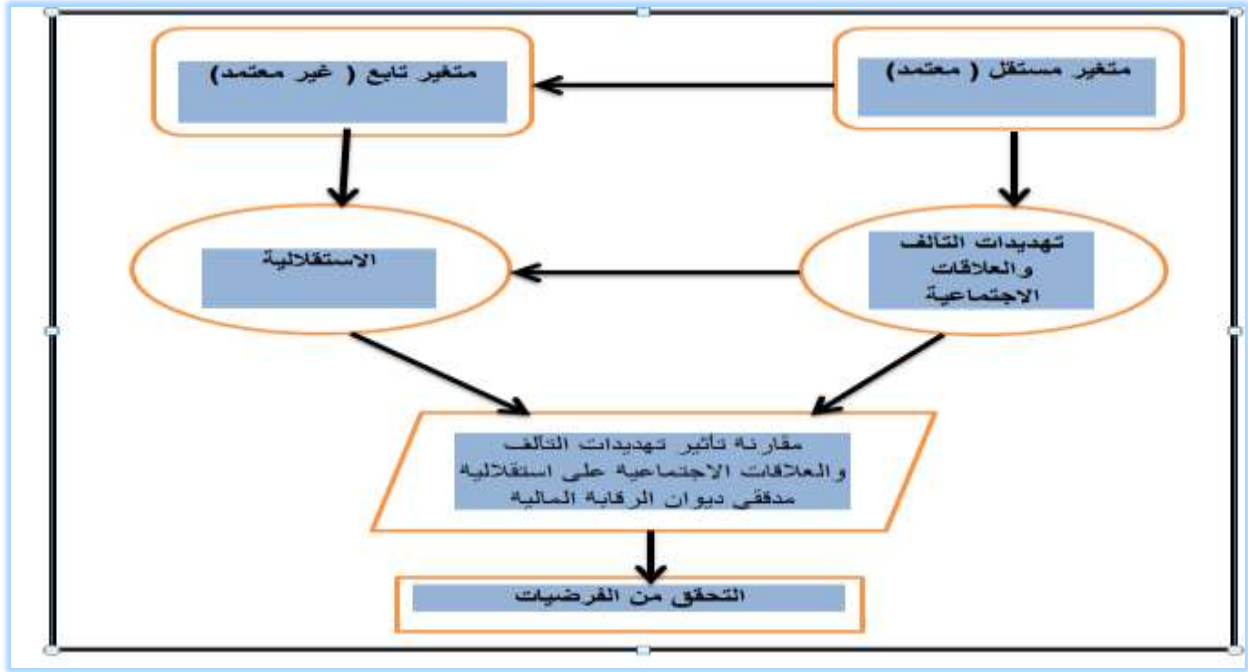 متغير مستقل ( معتمد)
متغير تابع ( غير معتمد)
تهديدات التآلف
والعلاقات
الاجتماعية
الاستقلالية
مقارنة تأثير تهديدات التآلف
والعلاقات الاجتماعية على استقلالية
مدققي ديوان الرقابة المالية
التحقق من الفرضيات